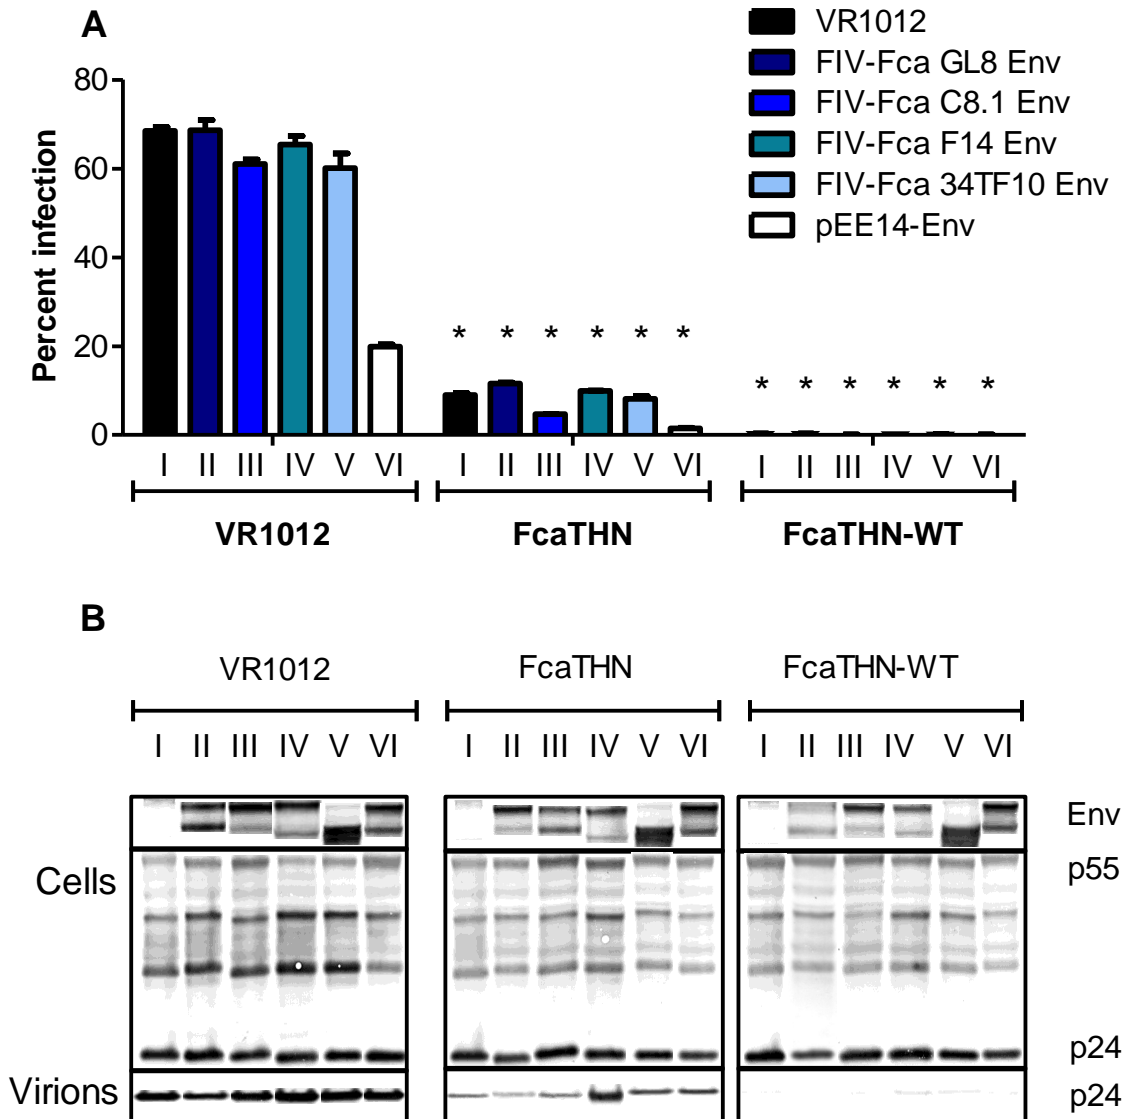 A
VR1012
FIV-Fca GL8 Env
FIV-Fca C8.1 Env
FIV-Fca F14 Env
FIV-Fca 34TF10 Env
pEE14-Env
Percent infection
80
60
40
20
0
* * * * * *
* * * * * *
I II III IV V VI
I II III IV V VI
I II III IV V VI
VR1012 FcaTHN FcaTHN-WT
B
VR1012 FcaTHN FcaTHN-WT
I II III IV V VI
I II III IV V VI
I II III IV V VI
Env
Cells
p55
p24
Virions
p24